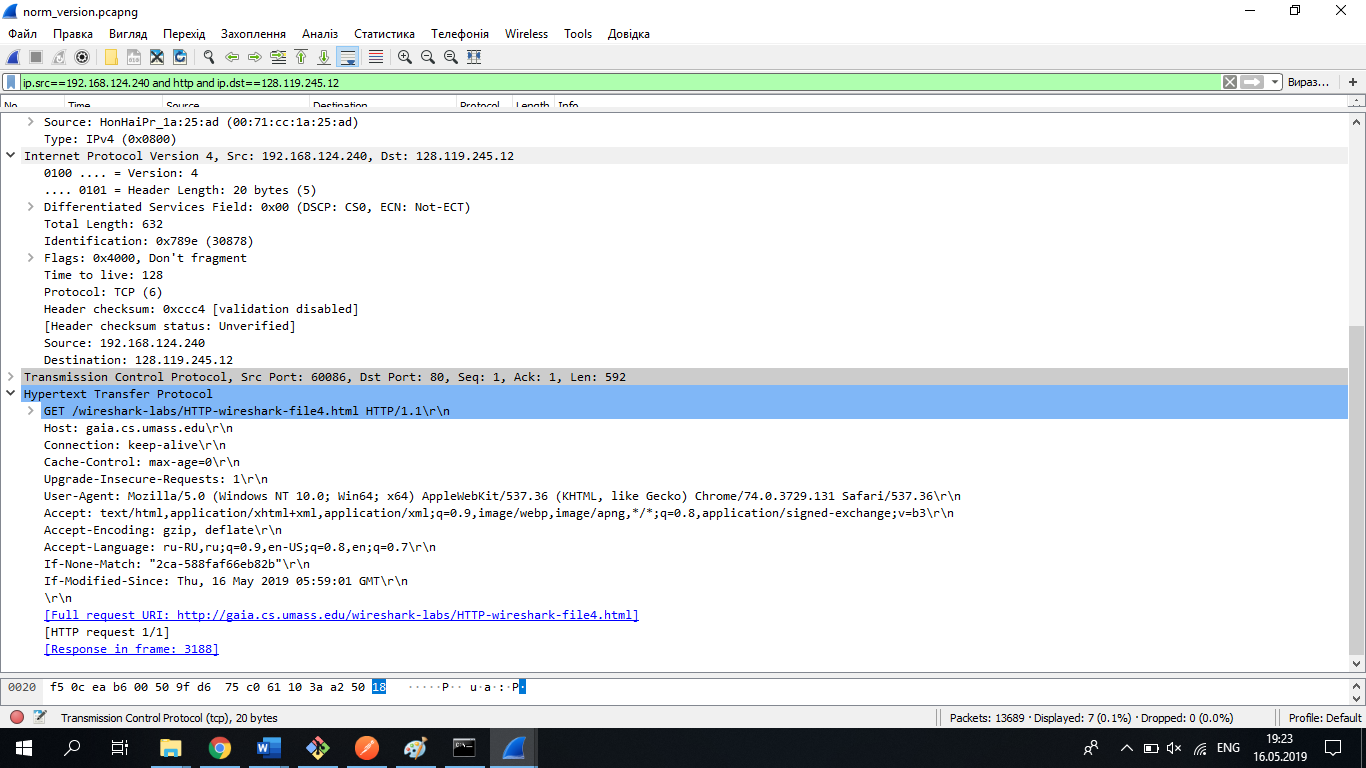 norm_version.pcapng
Файл Правка Вигляд Перехід Захоплення Аналіз Статистика Телефонія Wireless Tools Довідка
ip.src==192.168.124.240 and http and ip.dst==128.119.245.12 Вираз… +
No. Time Source Destination Protocol Length Info
Source: HonHaiPr_1a:25:ad (00:71:cc:1a:25:ad)
Type: IPv4 (0x0800)
Internet Protocol Version 4, Src: 192.168.124.240, Dst: 128.119.245.12
0100 .... = Version: 4
.... 0101 = Header Length: 20 bytes (5)
Differentiated Services Field: 0x00 (DSCP: CS0, ECN: Not-ECT)
Total Length: 632
Identification: 0x789e (30878)
Flags: 0x4000, Don't fragment
Time to live: 128
Protocol: TCP (6)
Header checksum: 0xccc4 [validation disabled]
[Header checksum status: Unverified]
Source: 192.168.124.240
Destination: 128.119.245.12
Transmission Control Protocol, Src Port: 60086, Dst Port: 80, Seq: 1, Ack: 1, Len: 592
Hypertext Transfer Protocol
GET /wireshark-labs/HTTP-wireshark-file4.html HTTP/1.1\r\n
Host: gaia.cs.umass.edu\r\n
Connection: keep-alive\r\n
Cache-Control: max-age=0\r\n
Upgrade-Insecure-Requests: 1\r\n
User-Agent: Mozilla/5.0 (Windows NT 10.0; Win64; x64) AppleWebKit/537.36 (KHTML, like Gecko) Chrome/74.0.3729.131 Safari/537.36\r\n
Accept: text/html,application/xhtml+xml,application/xml;q=0.9,image/webp,image/apng,*/*;q=0.8,application/signed-exchange;v=b3\r\n
Accept-Encoding: gzip, deflate\r\n
Accept-Language: ru-RU,ru;q=0.9,en-US;q=0.8,en;q=0.7\r\n
If-None-Match: "2ca-588faf66eb82b"\r\n
If-Modified-Since: Thu, 16 May 2019 05:59:01 GMT\r\n
\r\n
[Full request URI: http://gaia.cs.umass.edu/wireshark-labs/HTTP-wireshark-file4.html]
[HTTP request 1/1]
[Response in frame: 3188]
0020 f5 0c ea b6 00 50 9f d6 75 c0 61 10 3a a2 50 18 ·····P·· u·a·:·P·
Transmission Control Protocol (tcp), 20 bytes Packets: 13689 · Displayed: 7 (0.1%) · Dropped: 0 (0.0%) Profile: Default
ENG 19:23
16.05.2019